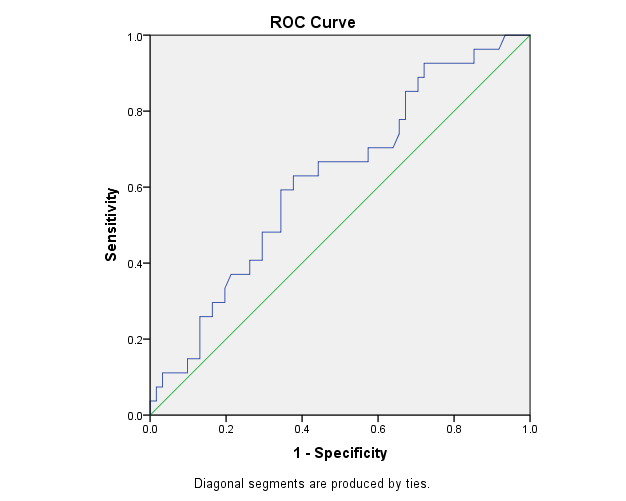 ROC Curve
1.0
0.8
0.6
0.4
0.2
0.0
Sensitivity
0.0 0.2 0.4 0.6 0.8 1.0
1 - Specificity
Diagonal segments are produced by ties.